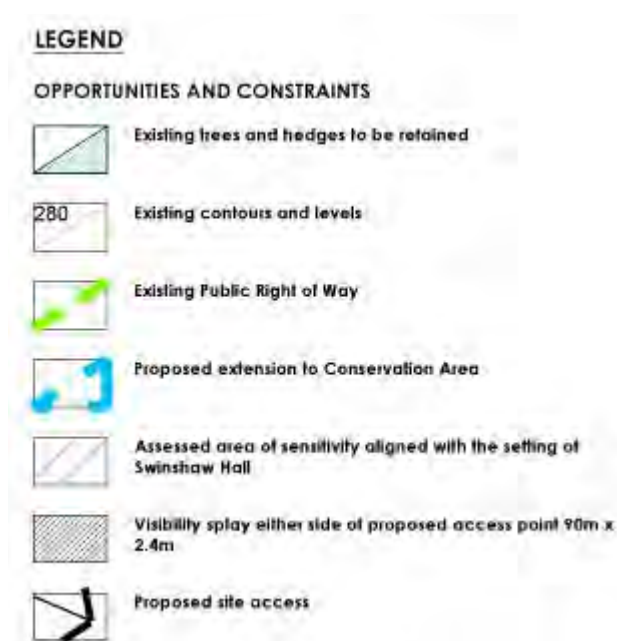 LEGEND
OPPORTUNITIES AND CONSTRAINTS
Existing trees and hedges to be retained
280
Existing contours and levels
Existing Public Right of Way
Proposed extension to Conservation Area
Assessed area of sensitivity aligned with the setting of
Swinshaw Hall
Visibility splay either side of proposed access point 90m x
2.4m
Proposed site access